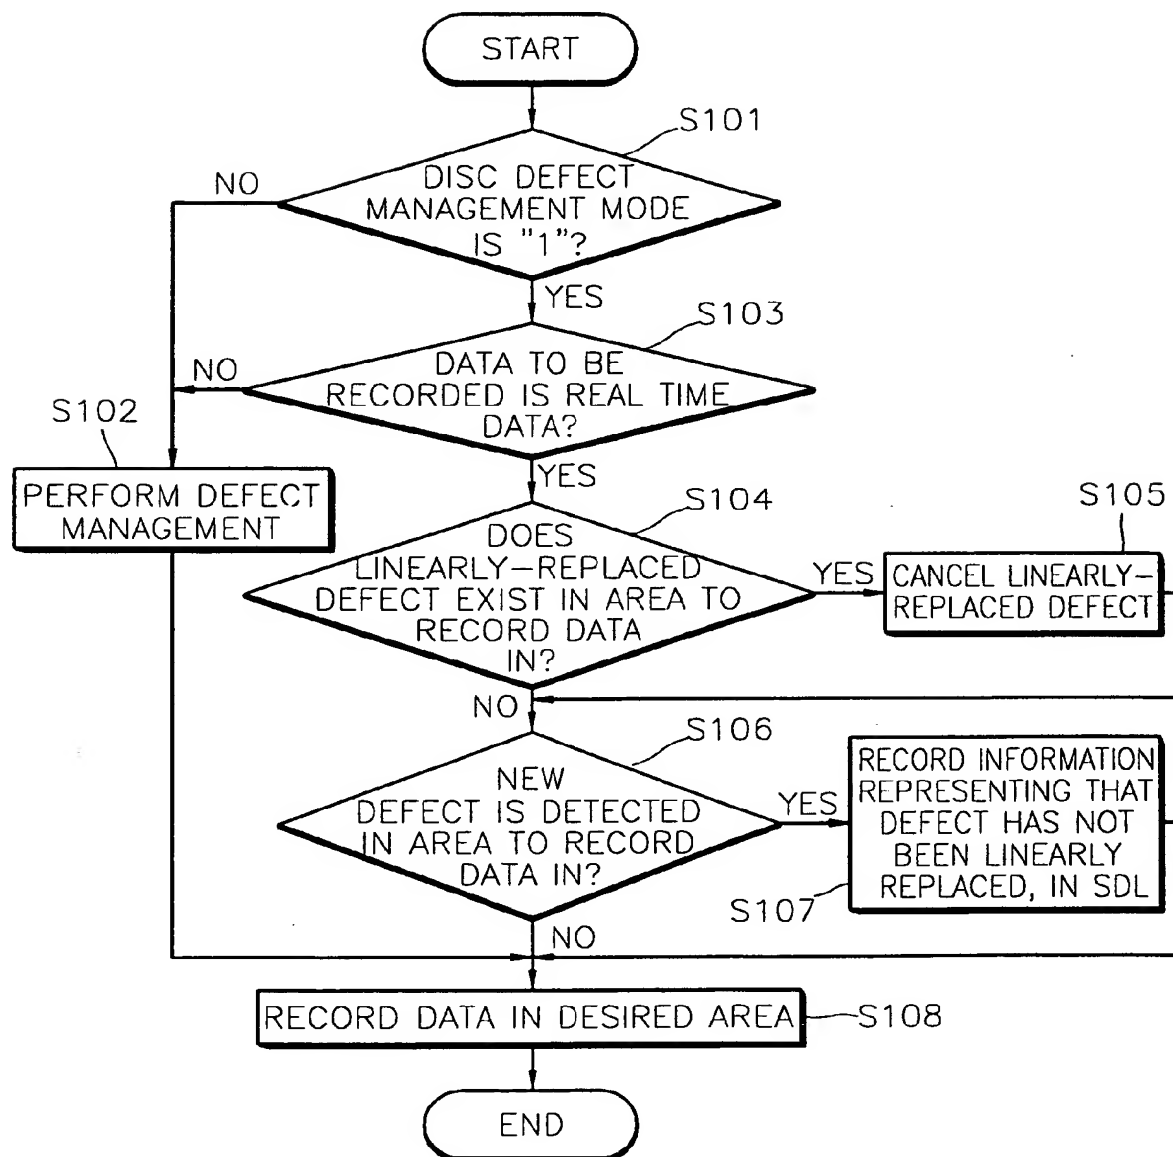 START
S101
NO
DISC DEFECT
MANAGEMENT MODE
IS "1"?
YES
S103
NO
DATA TO BE
RECORDED IS REAL TIME
DATA?
S102
YES
PERFORM DEFECT
MANAGEMENT
S104
DOES
LINEARLY-REPLACED
DEFECT EXIST IN AREA TO
RECORD DATA
IN?
YES
S105
CANCEL LINEARLY-
REPLACED DEFECT
NO
S106
NEW
DEFECT IS DETECTED
IN AREA TO RECORD
DATA IN?
YES
RECORD INFORMATION
REPRESENTING THAT
DEFECT HAS NOT
BEEN LINEARLY
REPLACED, IN SDL
S107
NO
RECORD DATA IN DESIRED AREA
S108
END